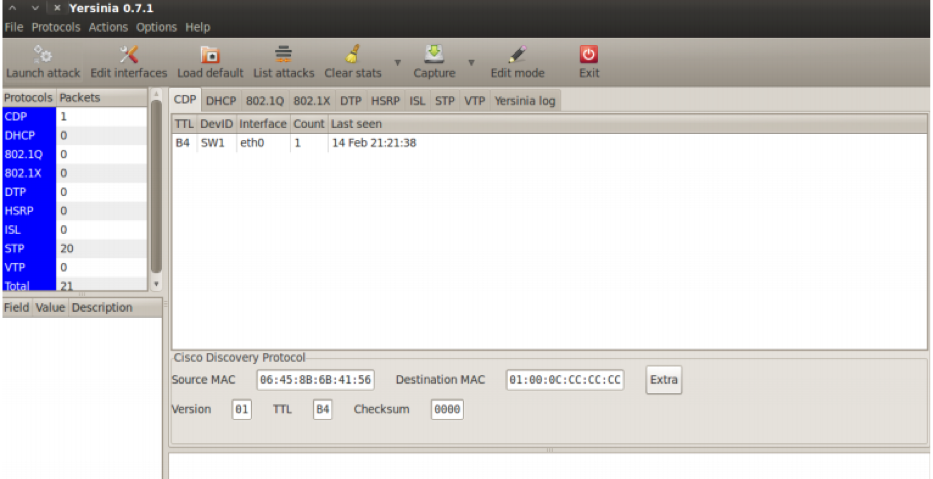 Yersinia 0.7.1
File Protocols Actions Options Help
Launch attack Edit interfaces Load default List attacks Clear stats Capture Edit mode Exit
Protocols Packets
CDP 1
DHCP 0
802.1Q 0
802.1X 0
DTP 0
HSRP 0
ISL 0
STP 20
VTP 0
Total 21
Field Value Description
CDP DHCP 802.1Q 802.1X DTP HSRP ISL STP VTP Yersinia log
TTL DevID Interface Count Last seen
B4 SW1 eth0 1 14 Feb 21:21:38
Cisco Discovery Protocol
Source MAC 06:45:8B:6B:41:56 Destination MAC 01:00:0C:CC:CC:CC Extra
Version 01 TTL B4 Checksum 0000